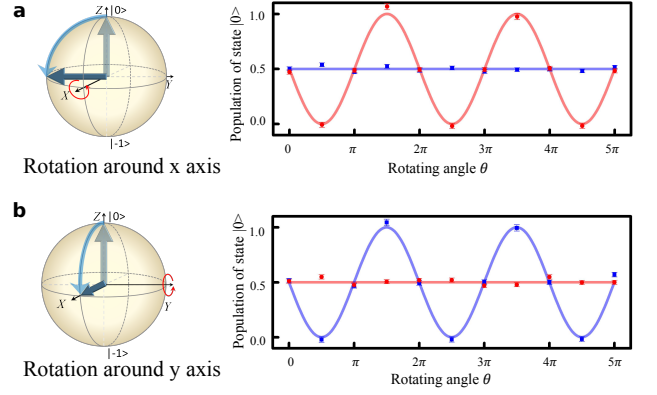 a
Z |0>
Y
X
|-1>
Rotation around x axis
Population of state |0>
1.0
0.5
0.0
0 π 2π 3π 4π 5π
Rotating angle θ
b
Z |0>
X
Y
|-1>
Rotation around y axis
Population of state |0>
1.0
0.5
0.0
0 π 2π 3π 4π 5π
Rotating angle θ